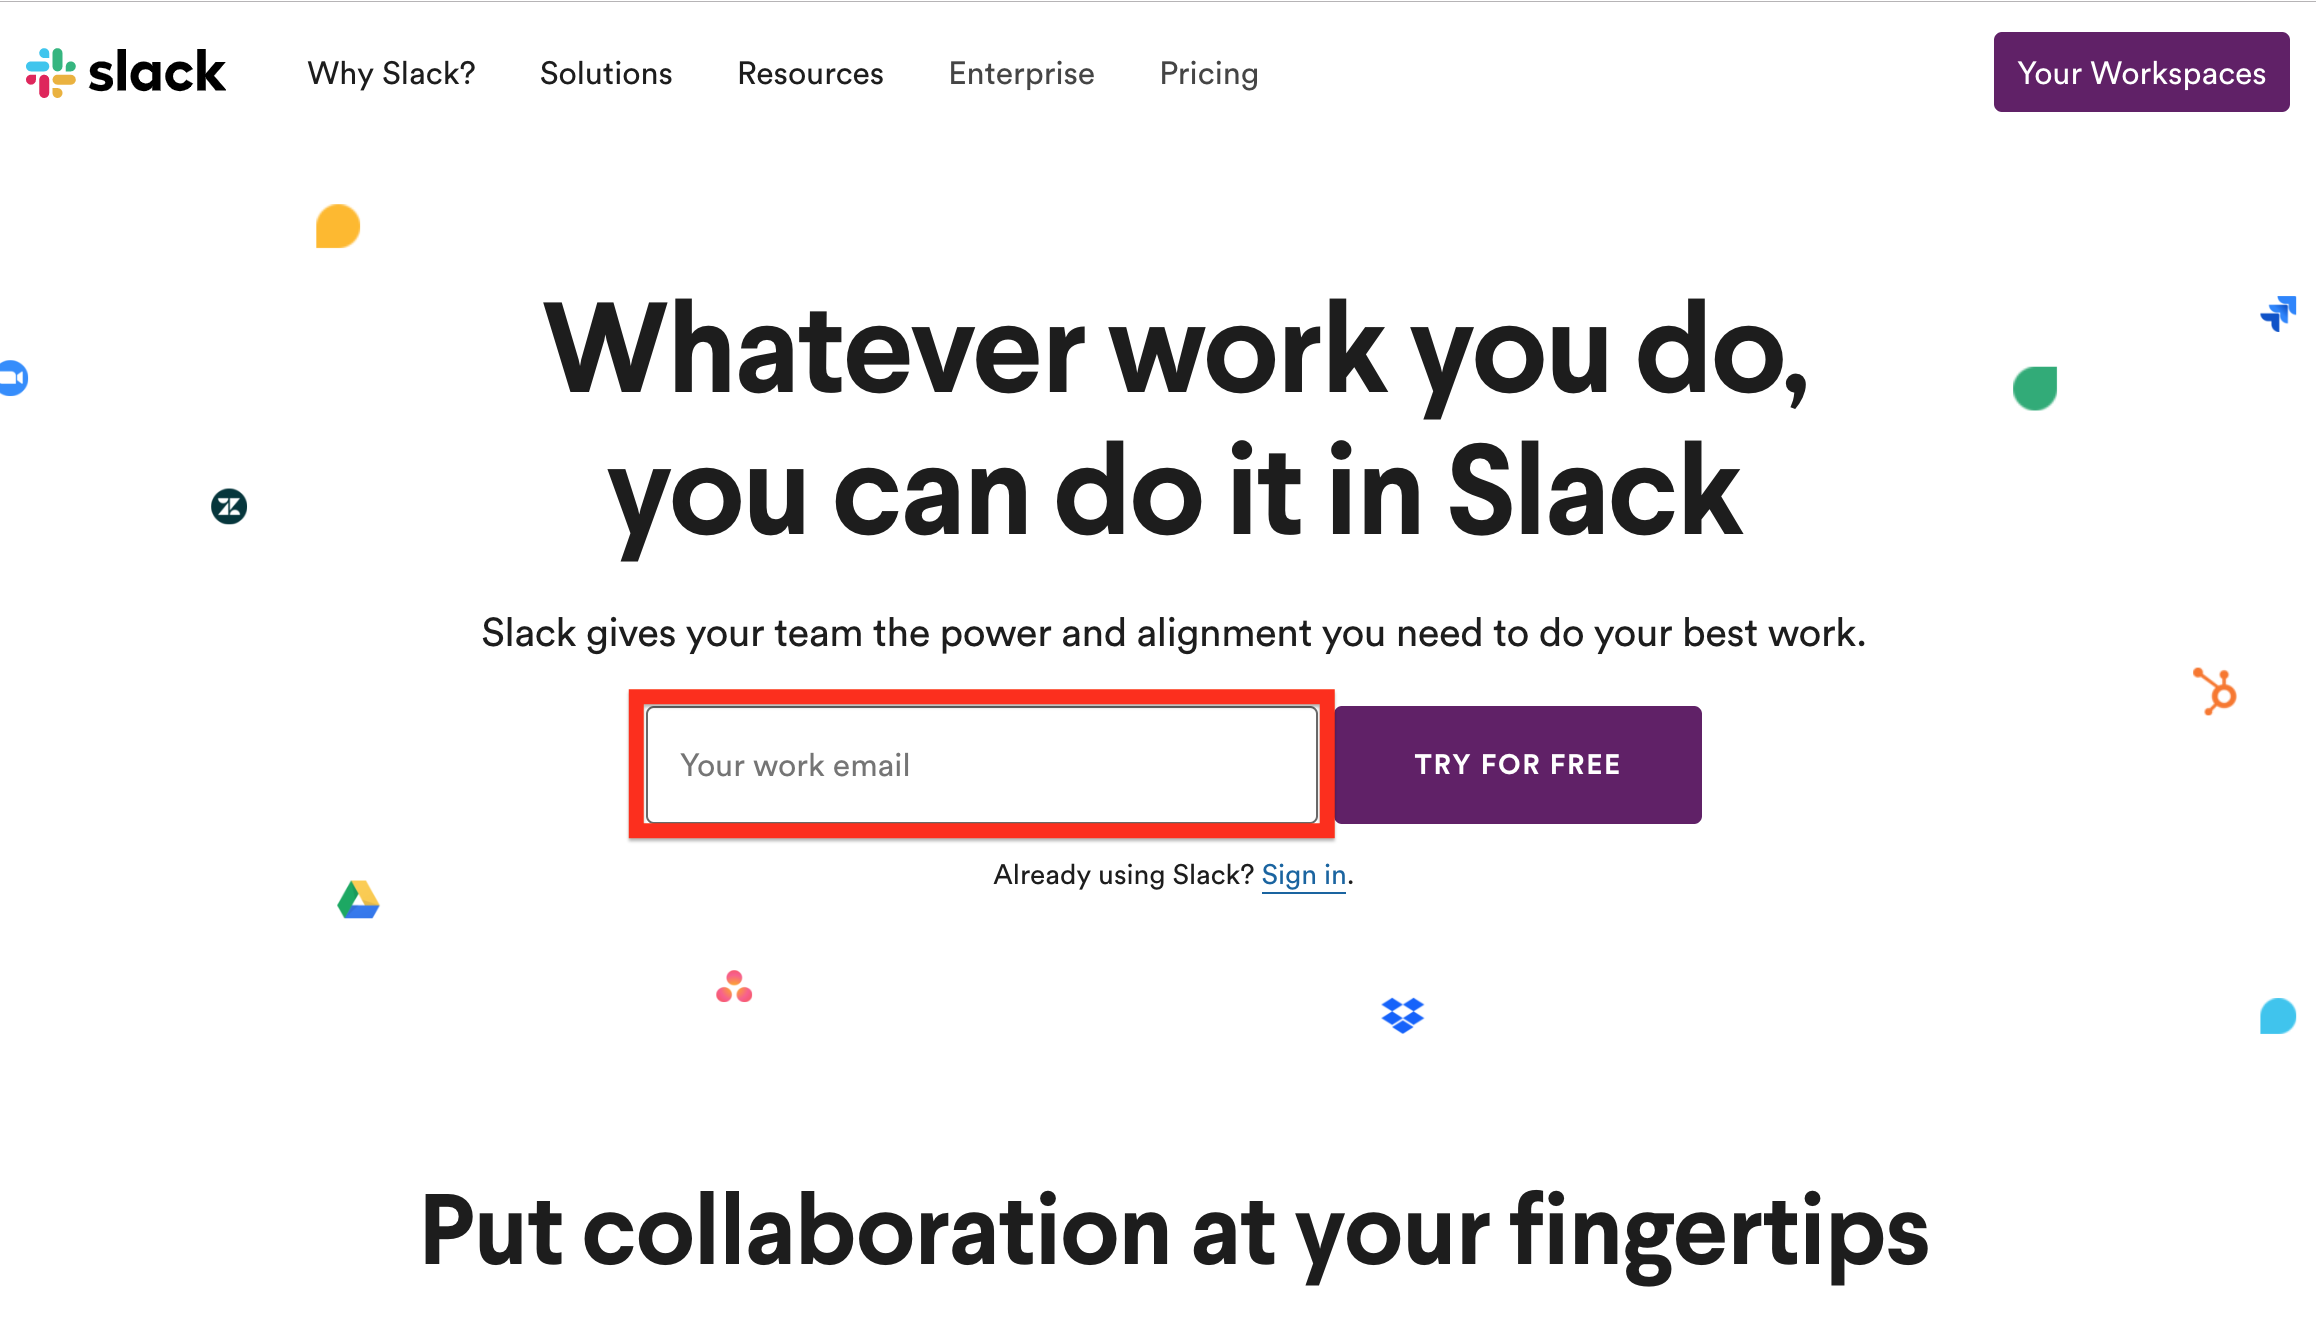 slack
Why Slack?
Solutions
Resources
Enterprise
Pricing
Your Workspaces
Whatever work you do,
you can do it in Slack
Slack gives your team the power and alignment you need to do your best work.
Your work email
TRY FOR FREE
Already using Slack? Sign in.
Put collaboration at your fingertips